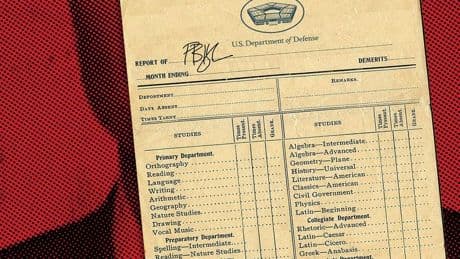 U.S. Department of Defense
REPORT OF
DEMERITS
MONTH ENDING
DEPORTMENT
DAYS ABSENT
TIMES TARDY
REMARKS.
STUDIES
Times Present.
Times Absent.
GRADE.
Primary Department.
Orthography
Reading
Language
Writing
Arithmetic
Geography
Nature Studies
Drawing
Vocal Music
Preparatory Department.
Spelling—Intermediate
Reading—Nature Studies
STUDIES
Times Present.
Times Absent.
GRADE.
Algebra—Intermediate
Algebra—Advanced
Geometry—Plane
History—Universal
Literature—American
Classics—American
Civil Government
Physics
Latin—Beginning
Collegiate Department.
Rhetoric—Advanced
Latin—Caesar
Latin—Cicero
Greek—Anabasis